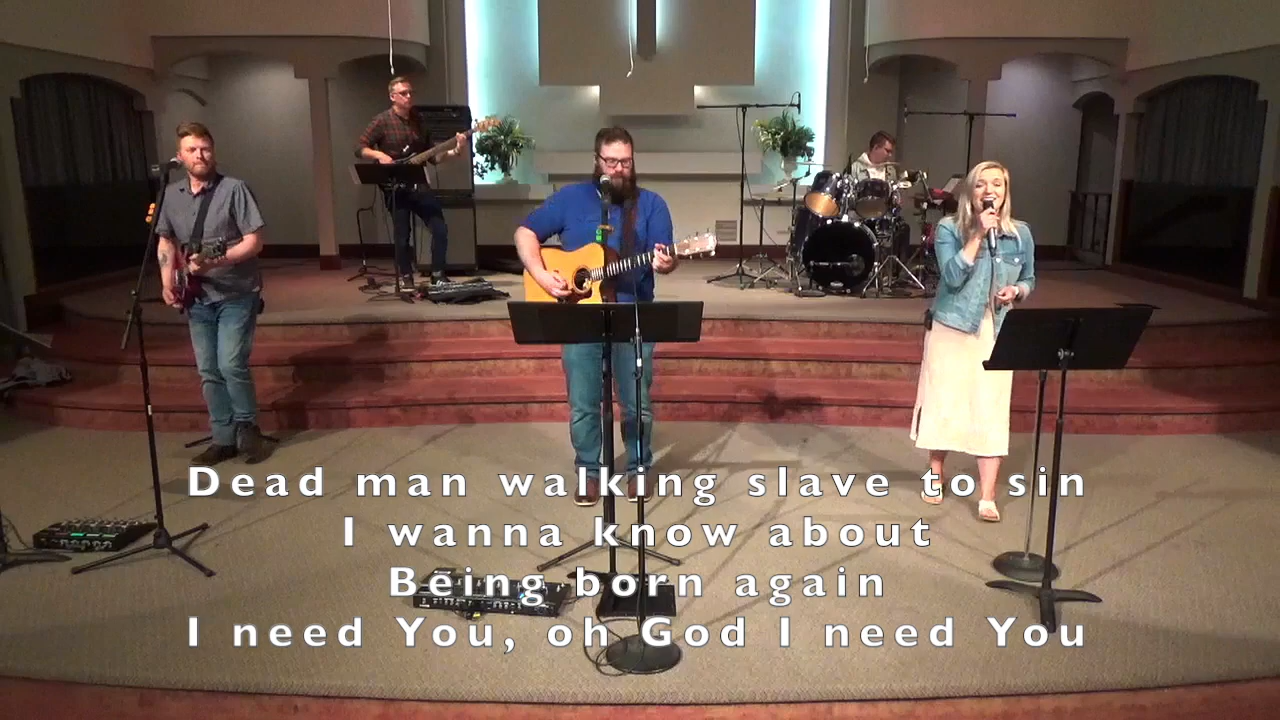 Dead man walking slave to sin
I wanna know about
Being born again
I need You, oh God I need You